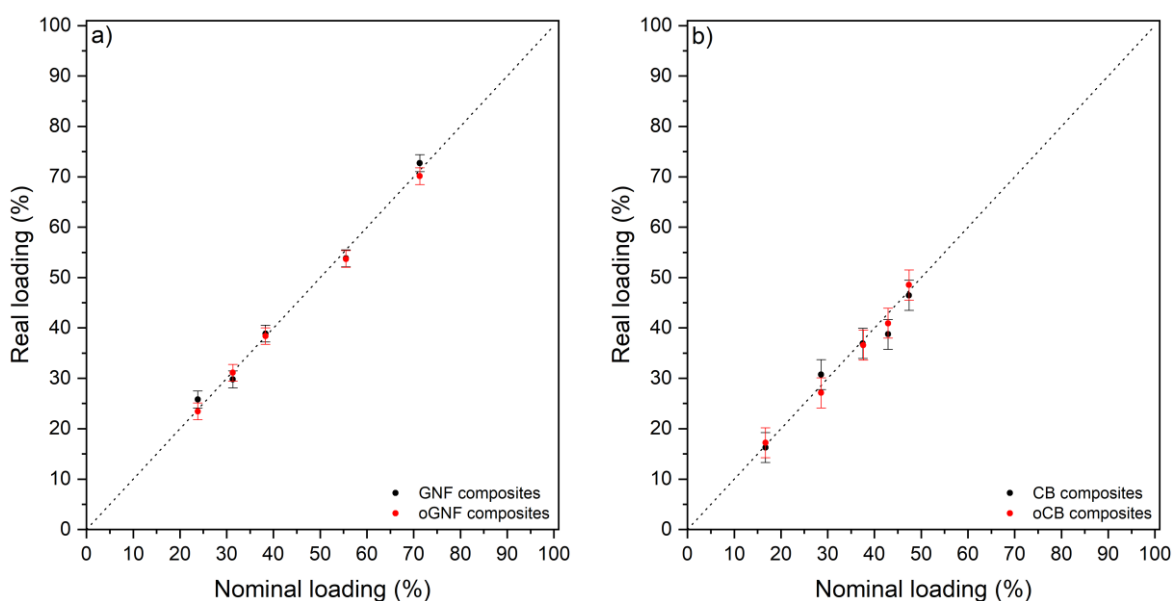 a)
100
90
80
70
60
50
40
30
20
10
0
Real loading (%)
0 10 20 30 40 50 60 70 80 90 100
Nominal loading (%)
GNF composites
oGNF composites
b)
100
90
80
70
60
50
40
30
20
10
0
Real loading (%)
0 10 20 30 40 50 60 70 80 90 100
Nominal loading (%)
CB composites
oCB composites